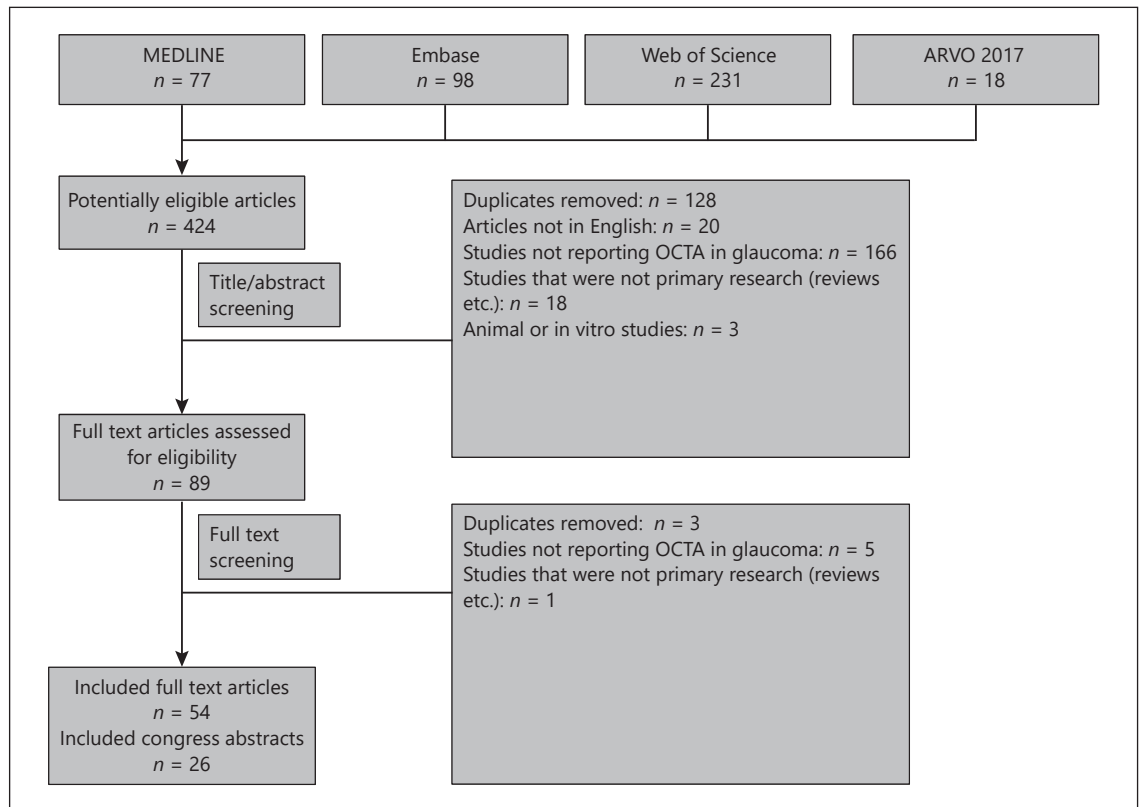 MEDLINE
n = 77
Embase
n = 98
Web of Science
n = 231
ARVO 2017
n = 18
Potentially eligible articles
n = 424
Title/abstract
screening
Duplicates removed: n = 128
Articles not in English: n = 20
Studies not reporting OCTA in glaucoma: n = 166
Studies that were not primary research (reviews
etc.): n = 18
Animal or in vitro studies: n = 3
Full text articles assessed
for eligibility
n = 89
Full text
screening
Duplicates removed: n = 3
Studies not reporting OCTA in glaucoma: n = 5
Studies that were not primary research (reviews
etc.): n = 1
Included full text articles
n = 54
Included congress abstracts
n = 26